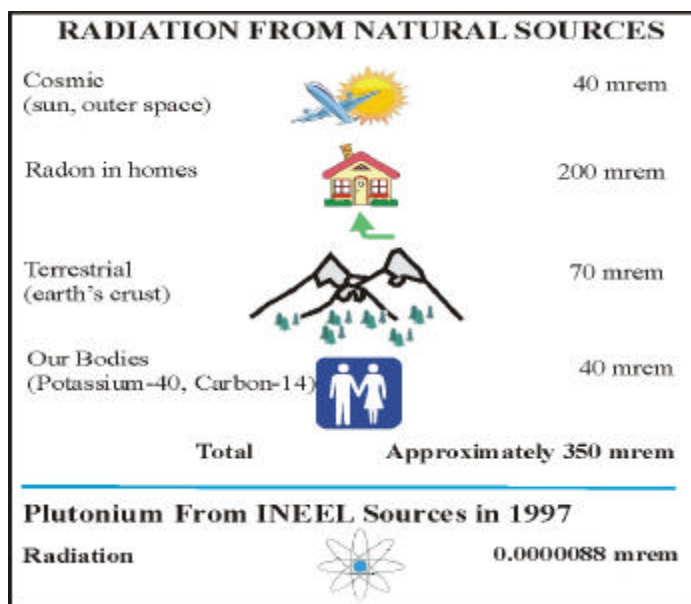 RADIATION FROM NATURAL SOURCES
Cosmic
(sun, outer space)
40 mrem
Radon in homes
200 mrem
Terrestrial
(earth's crust)
70 mrem
Our Bodies
(Potassium-40, Carbon-14)
40 mrem
Total Approximately 350 mrem
Plutonium From INEEL Sources in 1997
Radiation 0.0000088 mrem